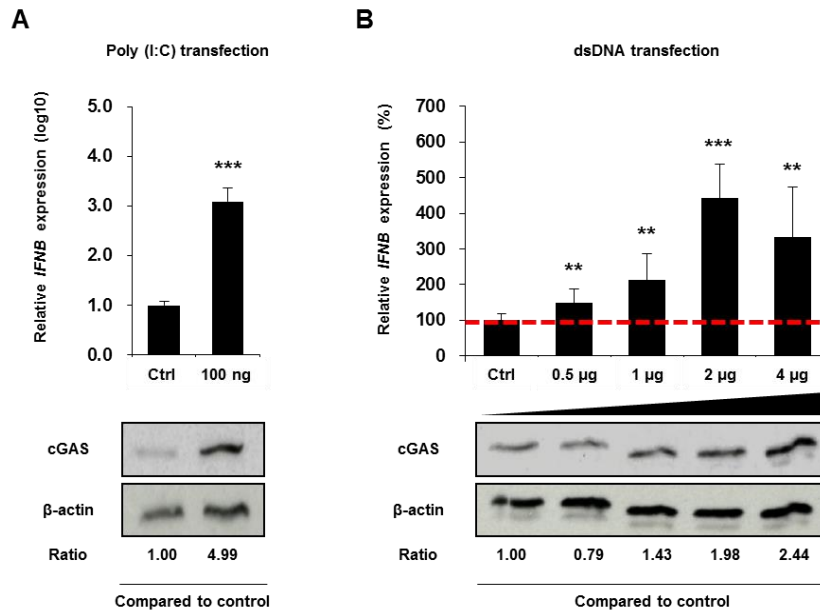 A
Poly (I:C) transfection
Relative IFNB expression (log10)
5.0
4.0
***
3.0
2.0
1.0
0.0
Ctrl 100 ng
cGAS
β-actin
Ratio 1.00 4.99
Compared to control
B
dsDNA transfection
Relative IFNB expression (%)
700
600
***
500
**
400
300
**
200
**
100
0
Ctrl 0.5 µg 1 µg 2 µg 4 µg
cGAS
β-actin
Ratio 1.00 0.79 1.43 1.98 2.44
Compared to control